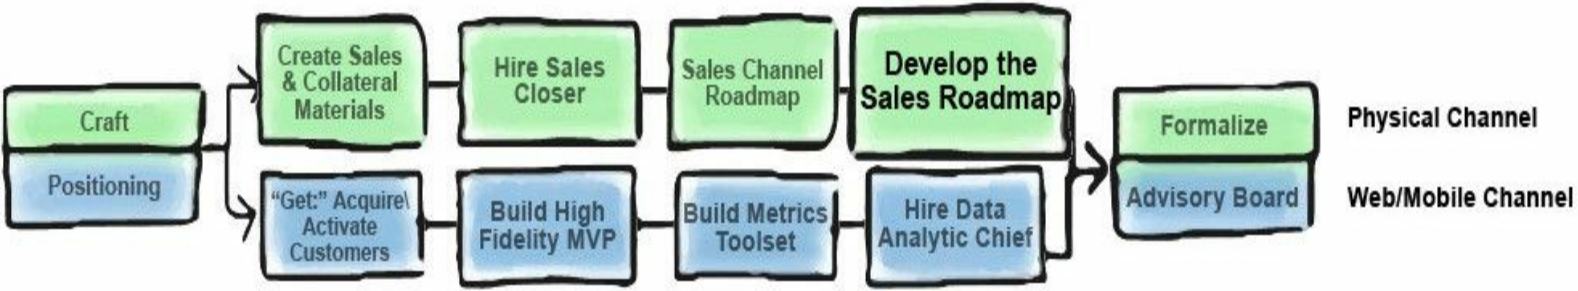 Craft
Positioning
Create Sales
& Collateral
Materials
Hire Sales
Closer
Sales Channel
Roadmap
Develop the
Sales Roadmap
"Get:" Acquire\
Activate
Customers
Build High
Fidelity MVP
Build Metrics
Toolset
Hire Data
Analytic Chief
Formalize
Advisory Board
Physical Channel
Web/Mobile Channel